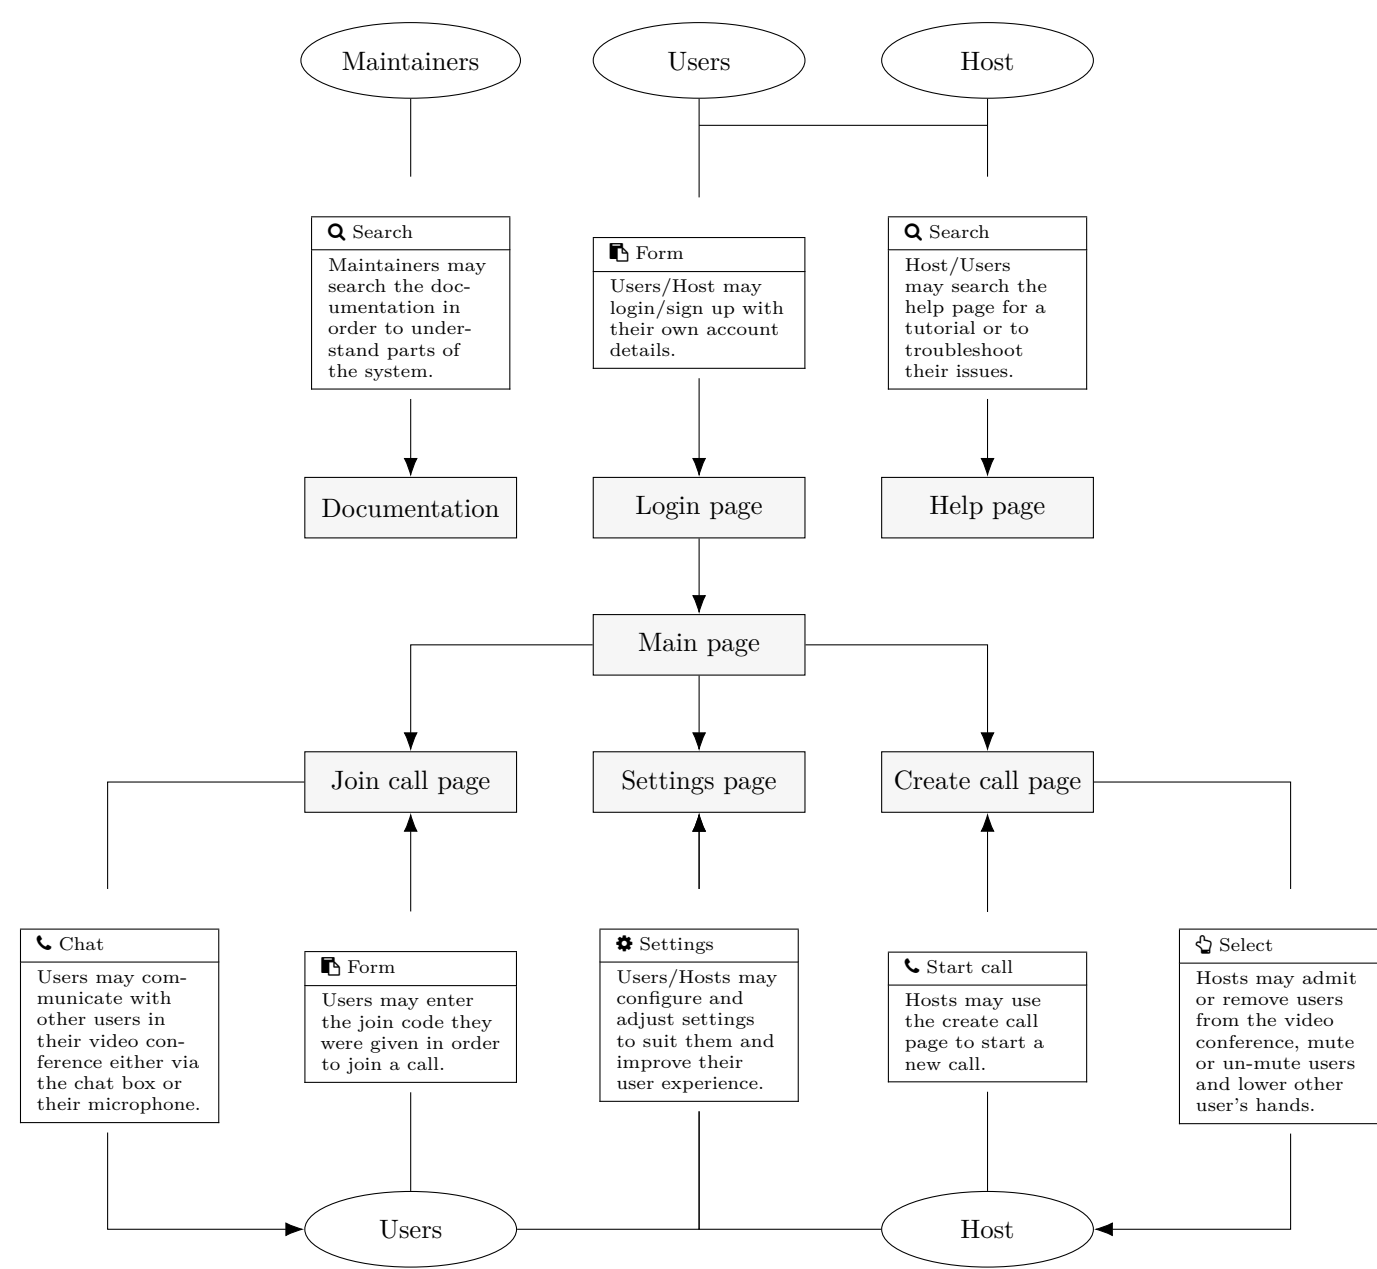 Maintainers
Users
Host
Search
Maintainers may
search the doc-
umentation in
order to under-
stand parts of
the system.
Form
Users/Host may
login/sign up with
their own account
details.
Search
Host/Users
may search the
help page for a
tutorial or to
troubleshoot
their issues.
Documentation
Login page
Help page
Main page
Join call page
Settings page
Create call page
Chat
Users may com-
municate with
other users in
their video con-
ference either via
the chat box or
their microphone.
Form
Users may enter
the join code they
were given in order
to join a call.
Settings
Users/Hosts may
configure and
adjust settings
to suit them and
improve their
user experience.
Start call
Hosts may use
the create call
page to start a
new call.
Select
Hosts may admit
or remove users
from the video
conference, mute
or un-mute users
and lower other
user's hands.
Users
Host